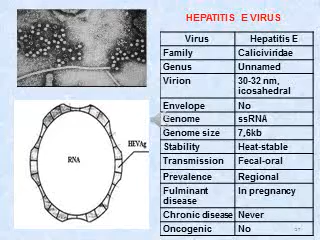 HEPATITIS E VIRUS
Virus Hepatitis E
Family Caliciviridae
Genus Unnamed
Virion 30-32 nm,
icosahedral
Envelope No
Genome ssRNA
Genome size 7,6kb
Stability Heat-stable
Transmission Fecal-oral
Prevalence Regional
Fulminant In pregnancy
disease
Chronic disease Never
Oncogenic No
RNA
HEVAg